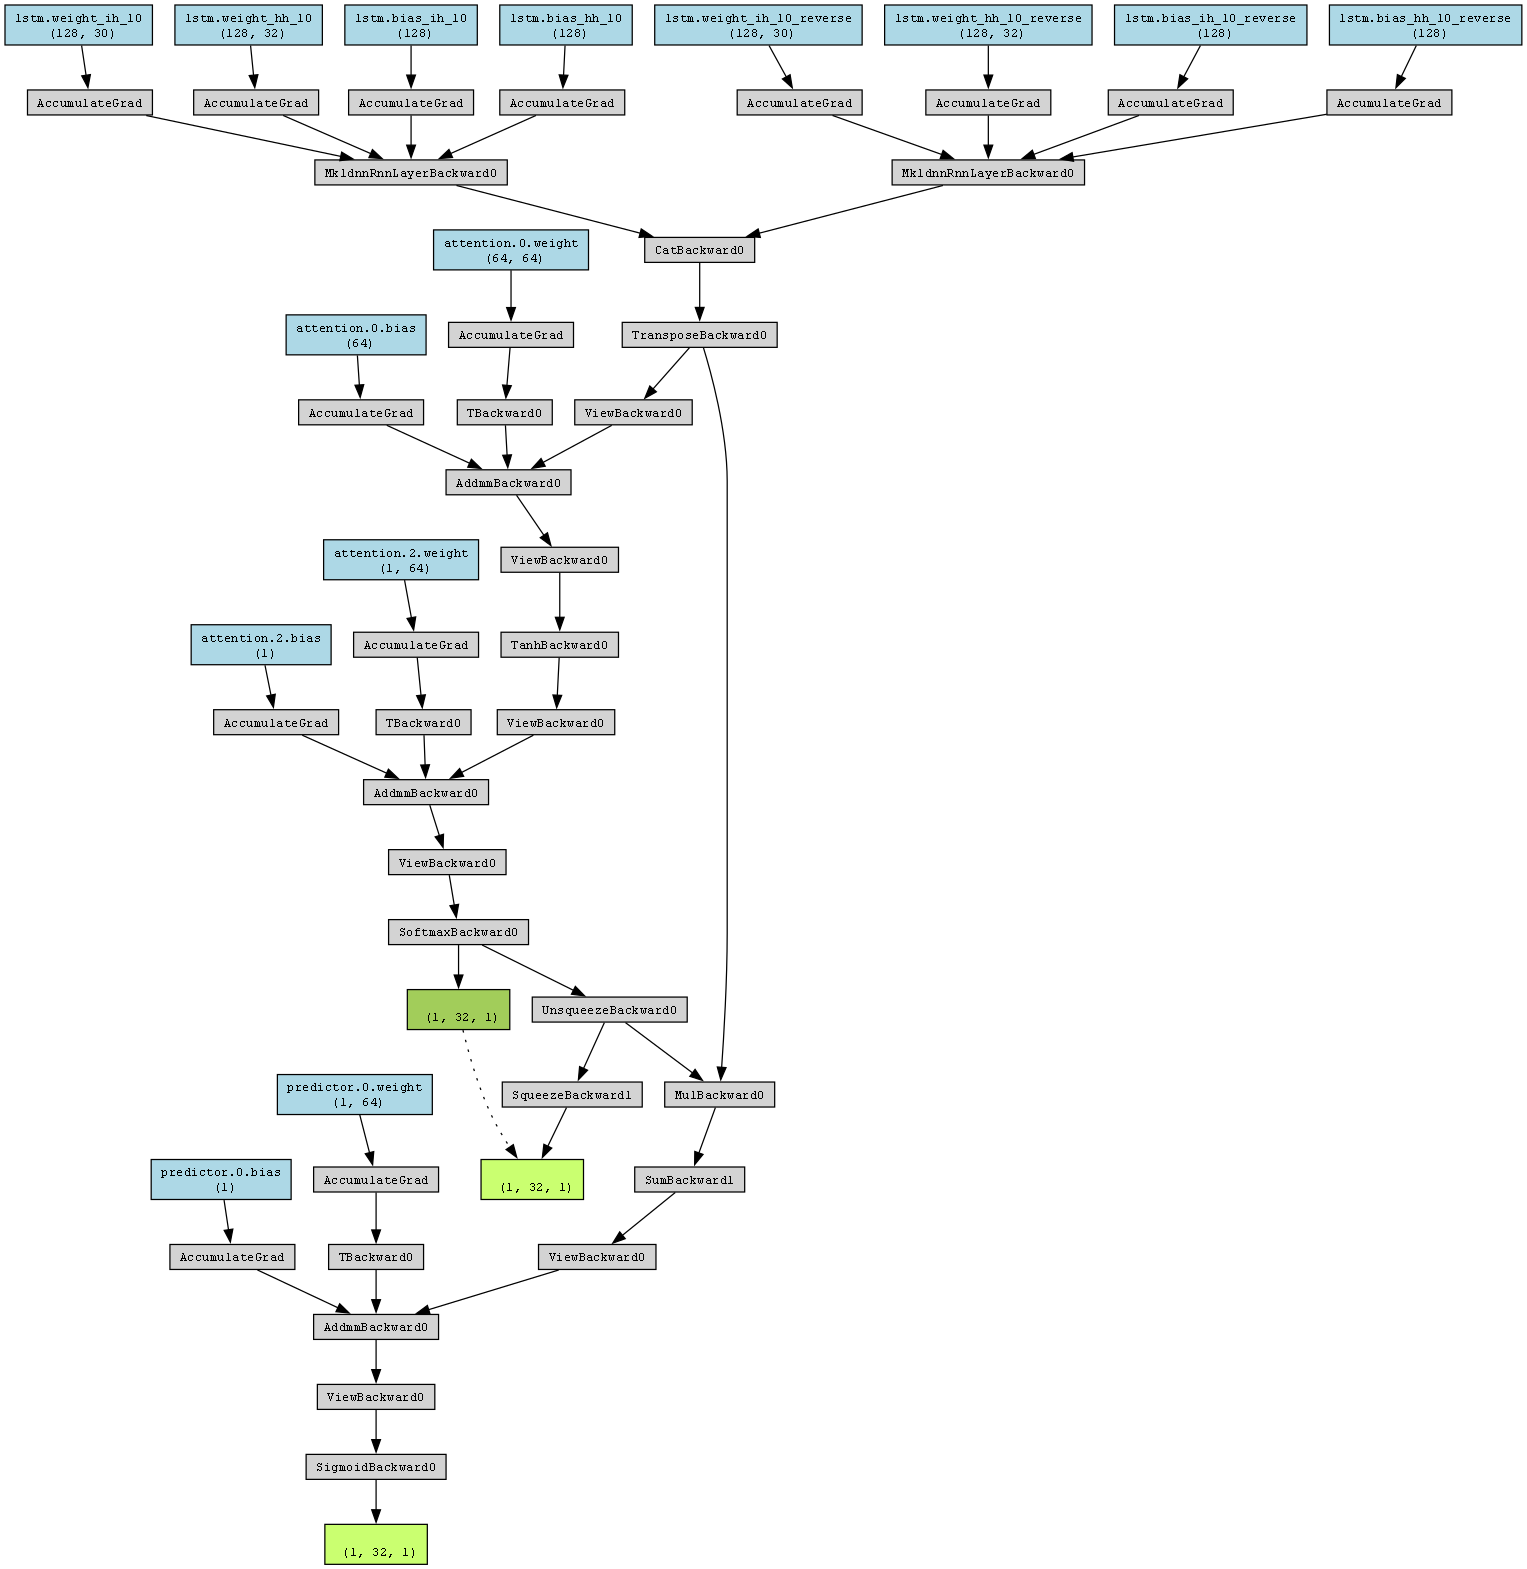 lstm.weight_ih_l0
(128, 30)
lstm.weight_hh_l0
(128, 32)
lstm.bias_ih_l0
(128)
lstm.bias_hh_l0
(128)
lstm.weight_ih_l0_reverse
(128, 30)
lstm.weight_hh_l0_reverse
(128, 32)
lstm.bias_ih_l0_reverse
(128)
lstm.bias_hh_l0_reverse
(128)
AccumulateGrad
AccumulateGrad
AccumulateGrad
AccumulateGrad
AccumulateGrad
AccumulateGrad
AccumulateGrad
AccumulateGrad
MkldnnRnnLayerBackward0
MkldnnRnnLayerBackward0
attention.0.weight
(64, 64)
CatBackward0
attention.0.bias
(64)
AccumulateGrad
TransposeBackward0
AccumulateGrad
TBackward0
ViewBackward0
AddmmBackward0
attention.2.weight
(1, 64)
ViewBackward0
attention.2.bias
(1)
AccumulateGrad
TanhBackward0
AccumulateGrad
TBackward0
ViewBackward0
AddmmBackward0
ViewBackward0
SoftmaxBackward0
(1, 32, 1)
UnsqueezeBackward0
predictor.0.weight
(1, 64)
SqueezeBackward1
MulBackward0
predictor.0.bias
(1)
AccumulateGrad
(1, 32, 1)
SumBackward1
AccumulateGrad
TBackward0
ViewBackward0
AddmmBackward0
ViewBackward0
SigmoidBackward0
(1, 32, 1)